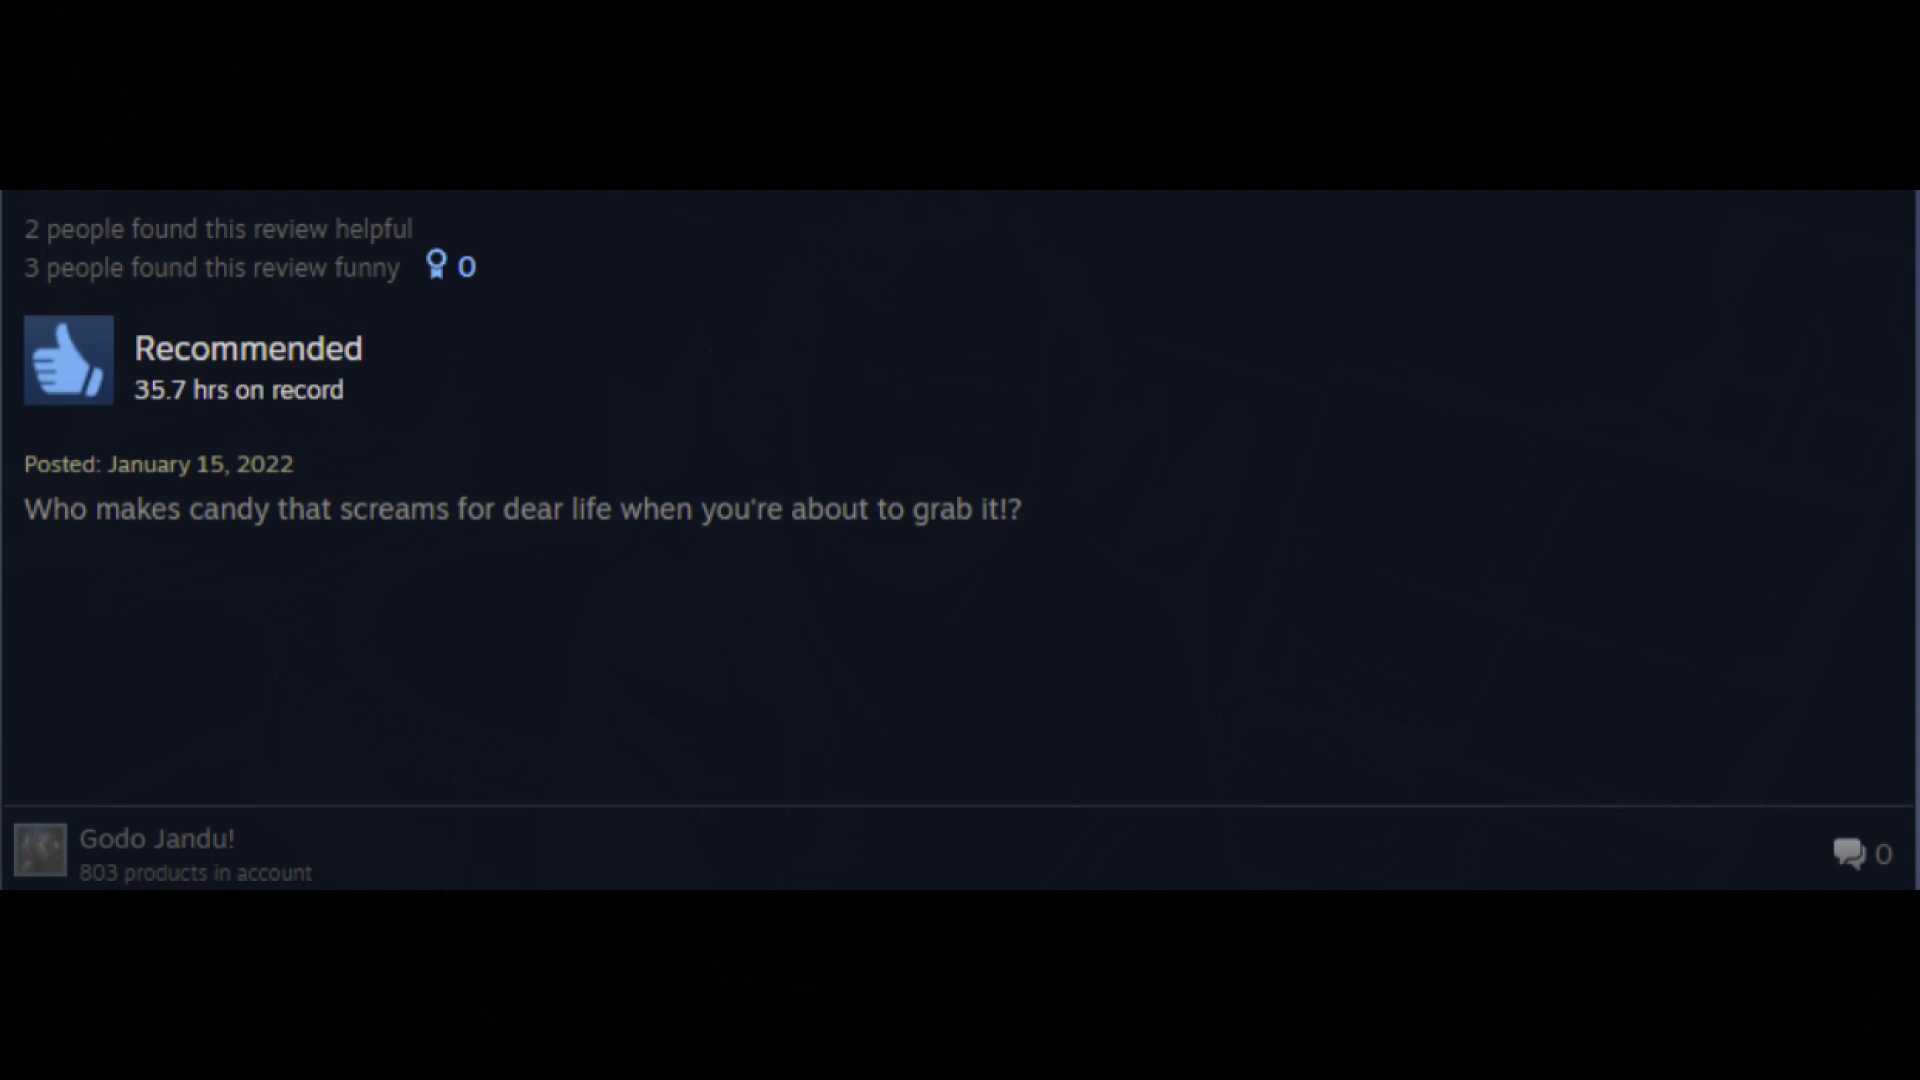 2 people found this review helpful
3 people found this review funny 0
Recommended
35.7 hrs on record
Posted: January 15, 2022
Who makes candy that screams for dear life when you're about to grab it!?
Godo Jandu!
803 products in account
0